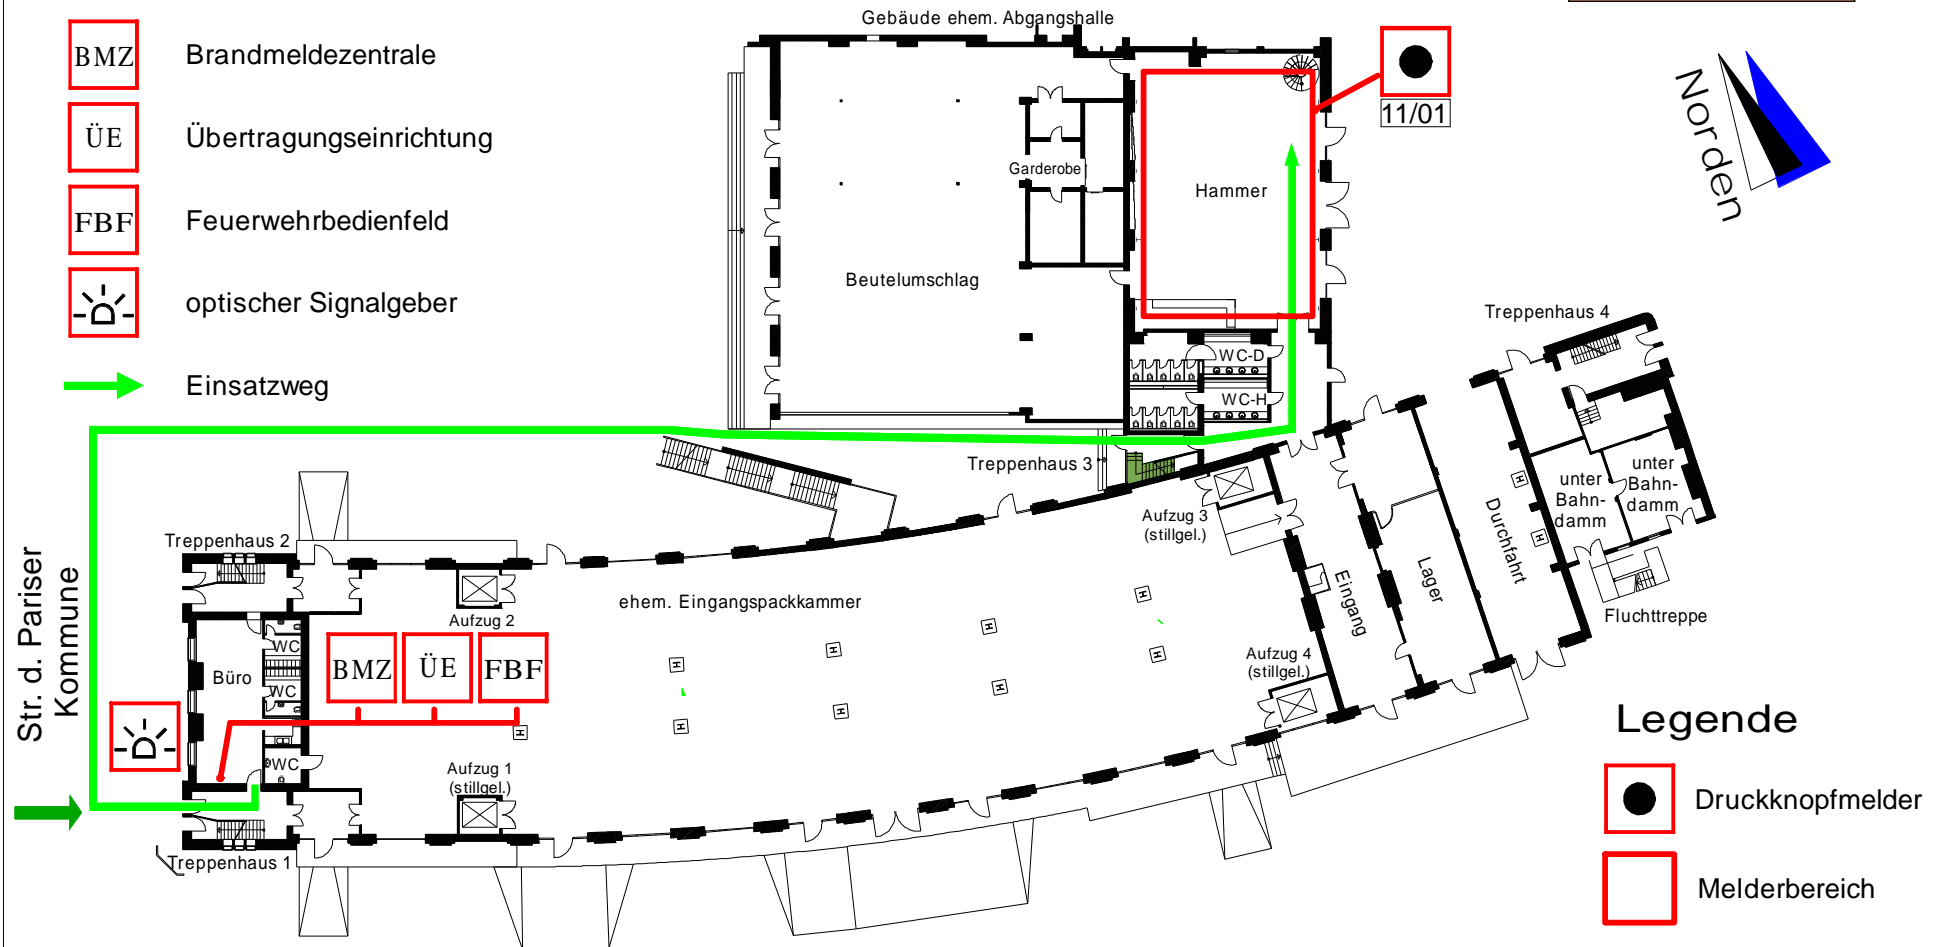 Gebäude ehem. Abgangshalle
BMZ Brandmeldezentrale
ÜE Übertragungseinrichtung
FBF Feuerwehrbedienfeld
optischer Signalgeber
Einsatzweg
11/01
Norden
Garderobe
Hammer
Beutelumschlag
WC-D
WC-H
Treppenhaus 3
Treppenhaus 4
unter
Bahn-
damm
unter
Bahn-
damm
Durchfahrt
Fluchttreppe
Lager
Eingang
Aufzug 3
(stillgel.)
Aufzug 4
(stillgel.)
ehem. Eingangspackkammer
Treppenhaus 2
Aufzug 2
Str. d. Pariser
Kommune
WC
Büro
WC
WC
BMZ ÜE FBF
H
H
H
H
H
H
H
H
H
H
H
Aufzug 1
(stillgel.)
Treppenhaus 1
Legende
Druckknopfmelder
Melderbereich